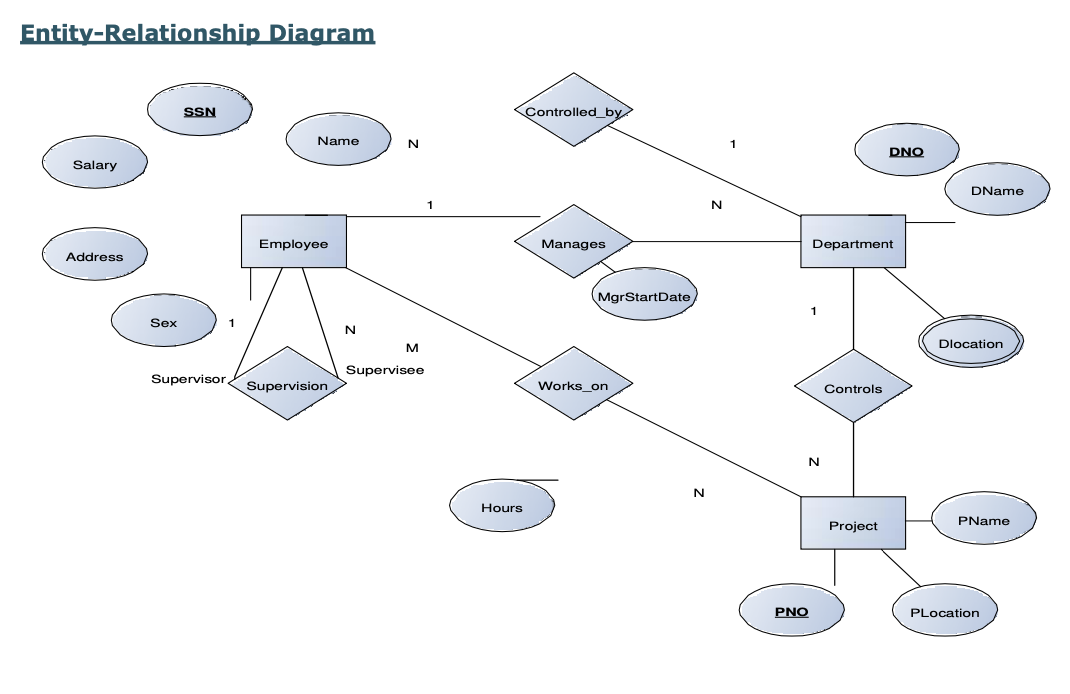 Entity-Relationship Diagram
SSN
Name
Salary
N
Controlled_by
1
DNO
DName
1
N
Employee
Manages
Department
Address
MgrStartDate
Sex
1
N
M
1
Dlocation
Supervisor
Supervision
Supervisee
Works_on
Controls
N
N
Hours
Project
PName
PNO
PLocation